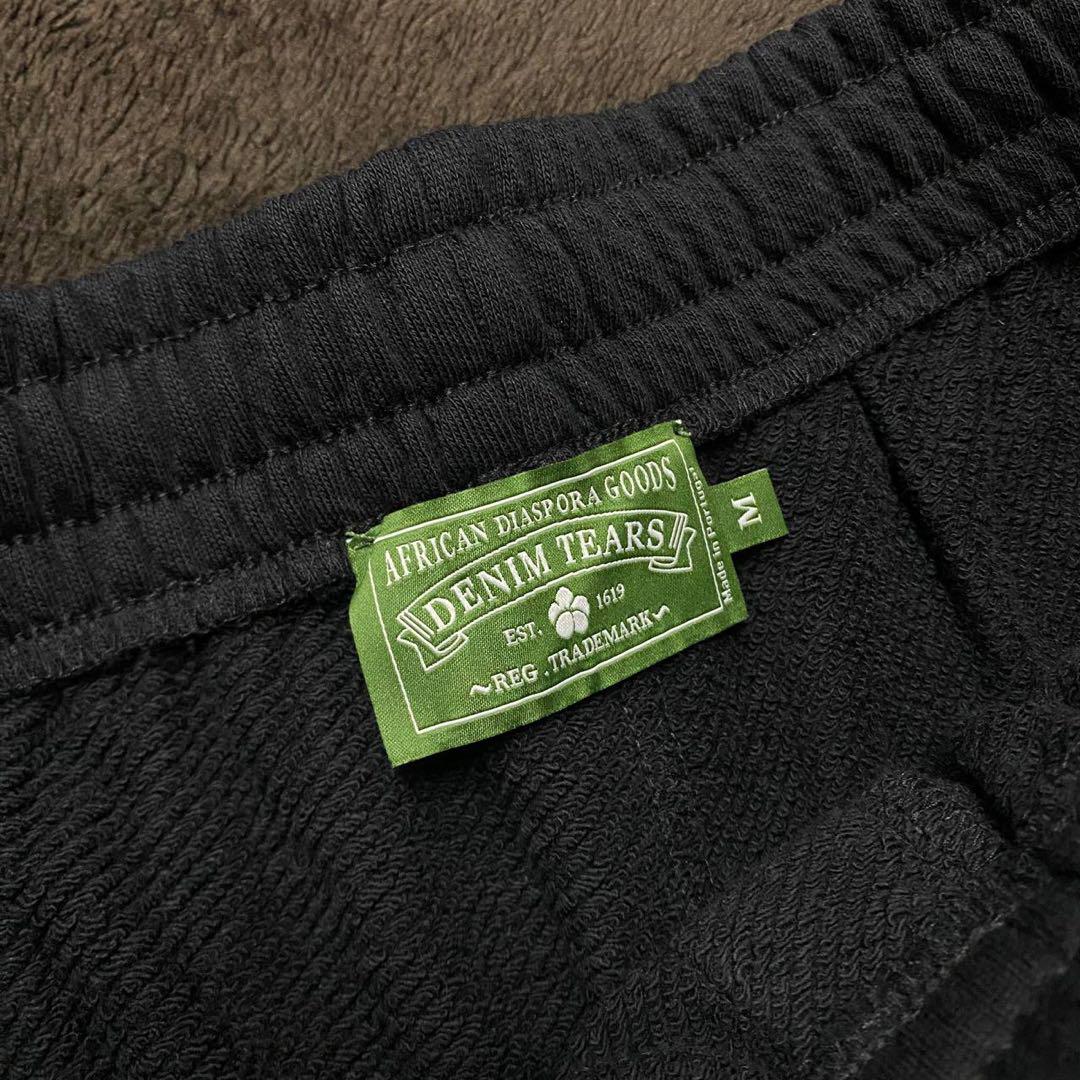 AFRICAN DIASPORA GOODS
DENIM TEARS
EST. 1619
~REG.TRADEMARK~
Made in Portugal
M